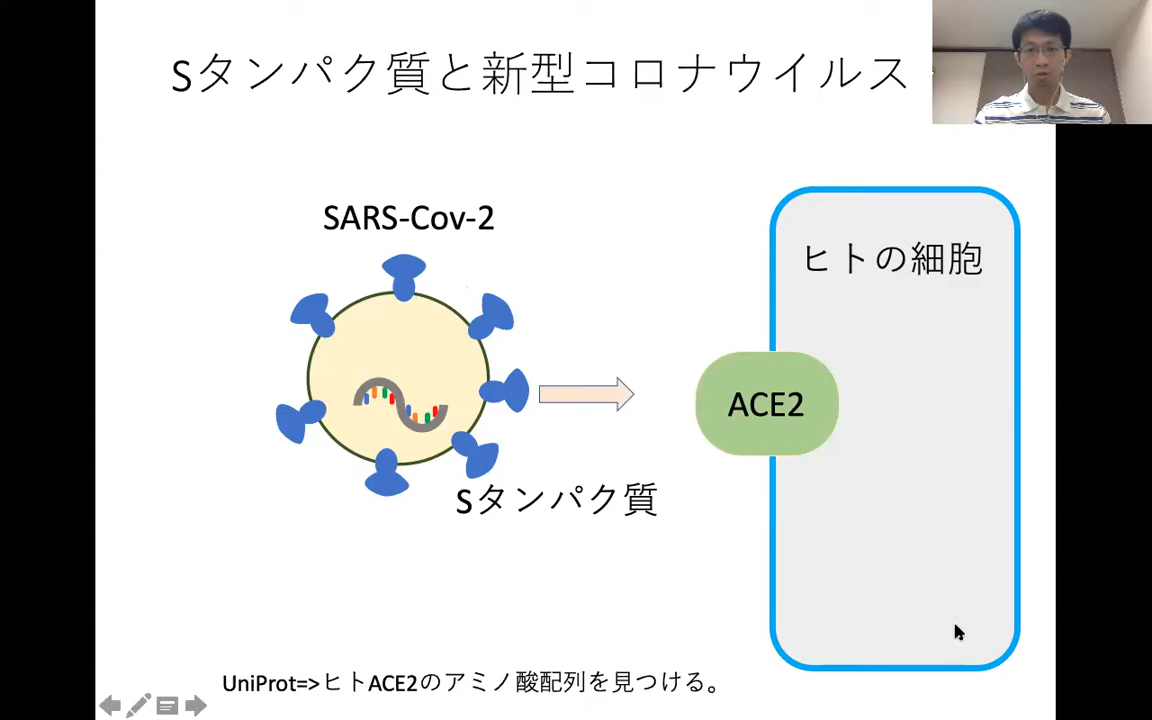 Sタンパク質と新型コロナウイルス
SARS-Cov-2
ヒトの細胞
ACE2
Sタンパク質
UniProt=>ヒトACE2のアミノ酸配列を見つける。